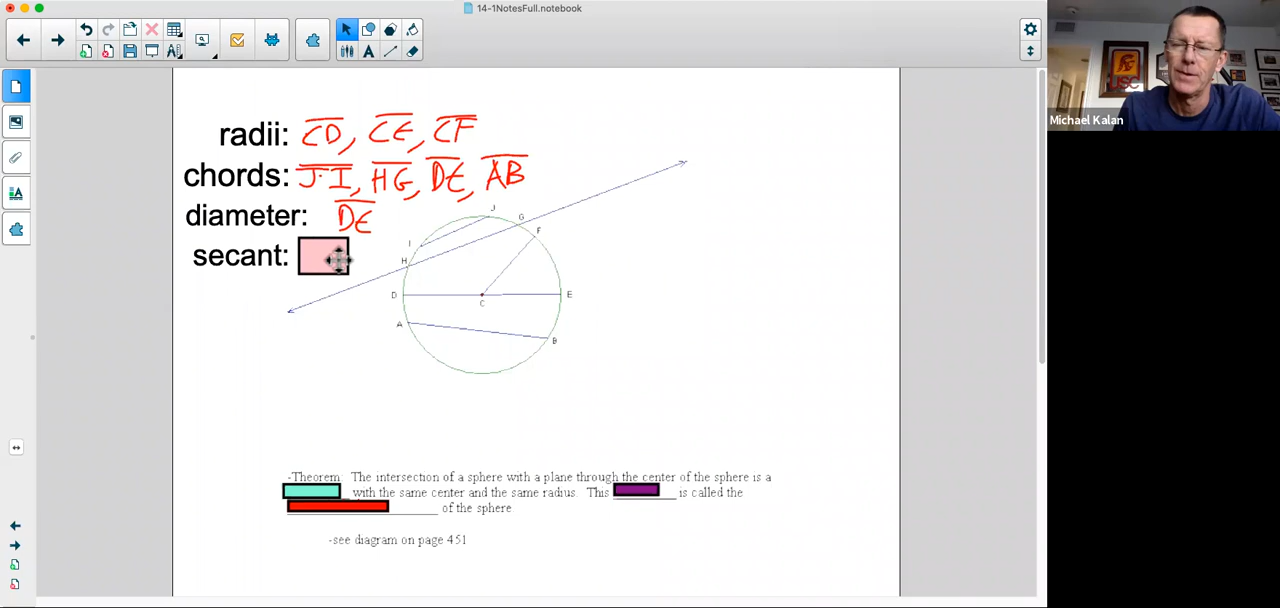 14-1NotesFull.notebook
USC
Michael Kalan
radii: CD, CE, CF
chords: JI, HG, DE, AB
diameter: DE
secant:
J
G
F
I
H
D
C
E
A
B
-Theorem: The intersection of a sphere with a plane through the center of the sphere is a
with the same center and the same radius. This is called the
of the sphere
-see diagram on page 451